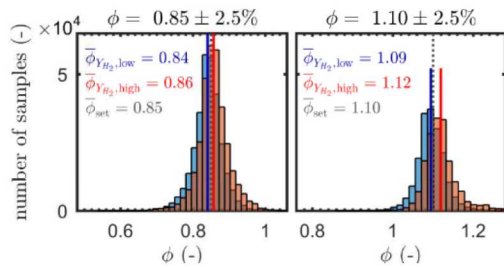 ×10⁴
ϕ = 0.85 ± 2.5%
ϕ = 1.10 ± 2.5%
number of samples (-)
5
0
ϕ̅_{Y_{H₂},low} = 0.84
ϕ̅_{Y_{H₂},high} = 0.86
ϕ̅_{set} = 0.85
ϕ̅_{Y_{H₂},low} = 1.09
ϕ̅_{Y_{H₂},high} = 1.12
ϕ̅_{set} = 1.10
0.6 0.8 1
0.8 1 1.2
ϕ (-)
ϕ (-)